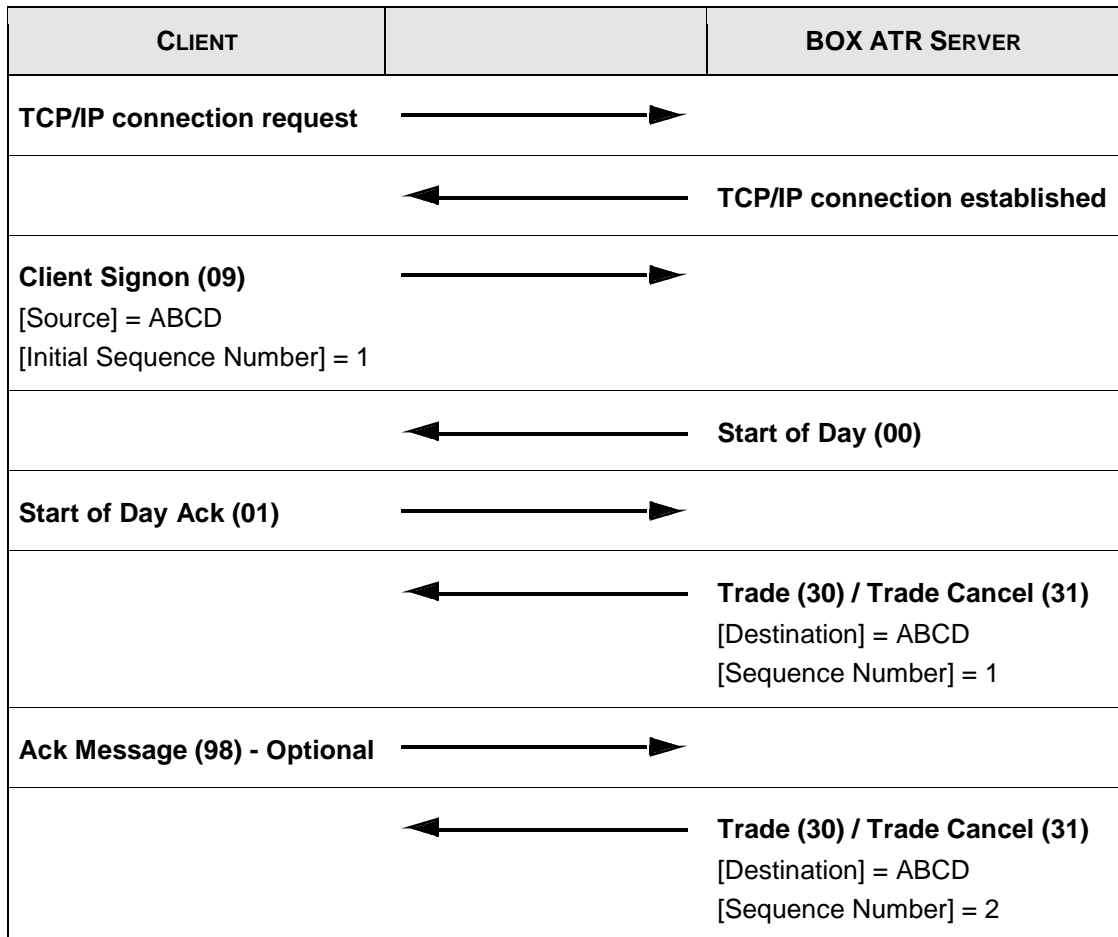 CLIENT
BOX ATR SERVER
TCP/IP connection request
TCP/IP connection established
Client Signon (09)
[Source] = ABCD
[Initial Sequence Number] = 1
Start of Day (00)
Start of Day Ack (01)
Trade (30) / Trade Cancel (31)
[Destination] = ABCD
[Sequence Number] = 1
Ack Message (98) - Optional
Trade (30) / Trade Cancel (31)
[Destination] = ABCD
[Sequence Number] = 2